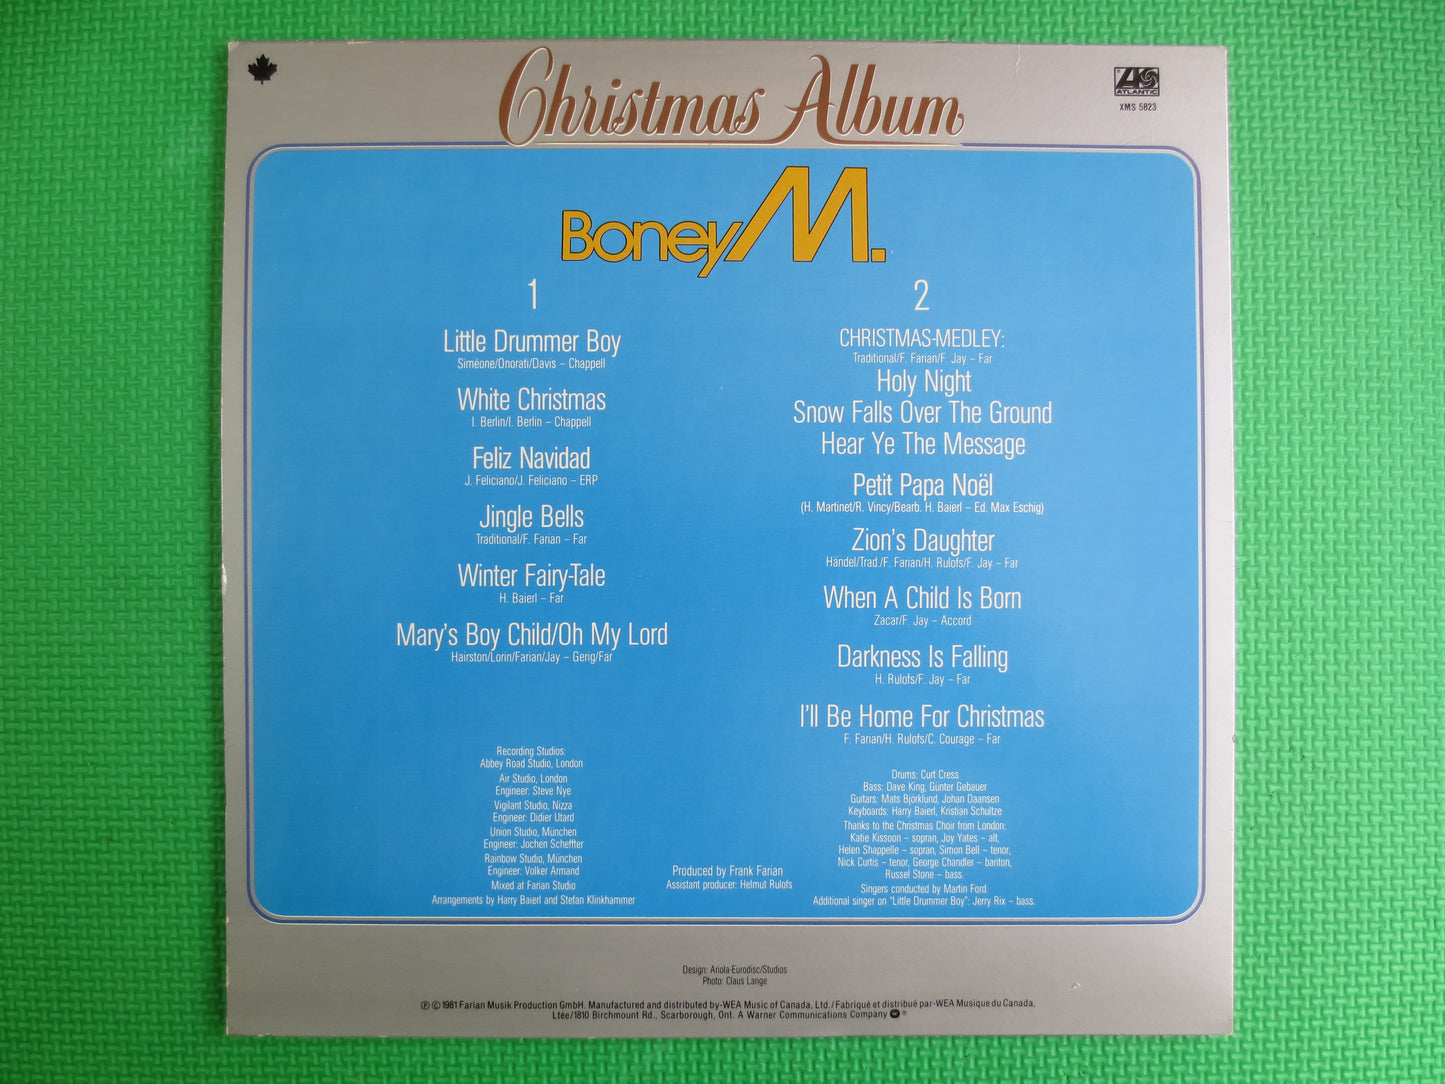 Christmas Album
ATLANTIC
XMS 5823
Boney M.
1
Little Drummer Boy
Siméone/Onorati/Davis – Chappell
White Christmas
I. Berlin/I. Berlin – Chappell
Feliz Navidad
J. Feliciano/J. Feliciano – ERP
Jingle Bells
Traditional/F. Farian – Far
Winter Fairy-Tale
H. Baierl – Far
Mary's Boy Child/Oh My Lord
Hairston/Lorin/Farian/Jay – Gerig/Far
Recording Studios:
Abbey Road Studio, London
Air Studio, London
Engineer: Steve Nye
Vigilant Studio, Nizza
Engineer: Didier Utard
Union Studio, München
Engineer: Jochen Scheffter
Rainbow Studio, München
Engineer: Volker Armand
Mixed at Farian Studio
Arrangements by Harry Baierl and Stefan Klinkhammer
Produced by Frank Farian
Assistant producer: Helmut Rulofs
2
CHRISTMAS-MEDLEY:
Traditional/F. Farian/F. Jay – Far
Holy Night
Snow Falls Over The Ground
Hear Ye The Message
Petit Papa Noël
(H. Martinet/R. Vincy/Bearb. H. Baierl – Ed. Max Eschig)
Zion's Daughter
Händel/Trad./F. Farian/H. Rulofs/F. Jay – Far
When A Child Is Born
Zacar/F. Jay – Accord
Darkness Is Falling
H. Rulofs/F. Jay – Far
I'll Be Home For Christmas
F. Farian/H. Rulofs/C. Courage – Far
Drums: Curt Cress
Bass: Dave King, Günter Gebauer
Guitars: Mats Björklund, Johan Daansen
Keyboards: Harry Baierl, Kristian Schultze
Thanks to the Christmas Choir from London:
Katie Kissoon – sopran, Joy Yates – alt,
Helen Shappelle – sopran, Simon Bell – tenor,
Nick Curtis – tenor, George Chandler – bariton,
Russel Stone – bass.
Singers conducted by Martin Ford.
Additional singer on "Little Drummer Boy": Jerry Rix – bass.
Design: Ariola-Eurodisc/Studios
Photo: Claus Lange
℗ © 1981 Farian Musik Production GmbH. Manufactured and distributed by-WEA Music of Canada, Ltd. / Fabriqué et distribué par-WEA Musique du Canada,
Ltée/1810 Birchmount Rd., Scarborough, Ont. A Warner Communications Company ®